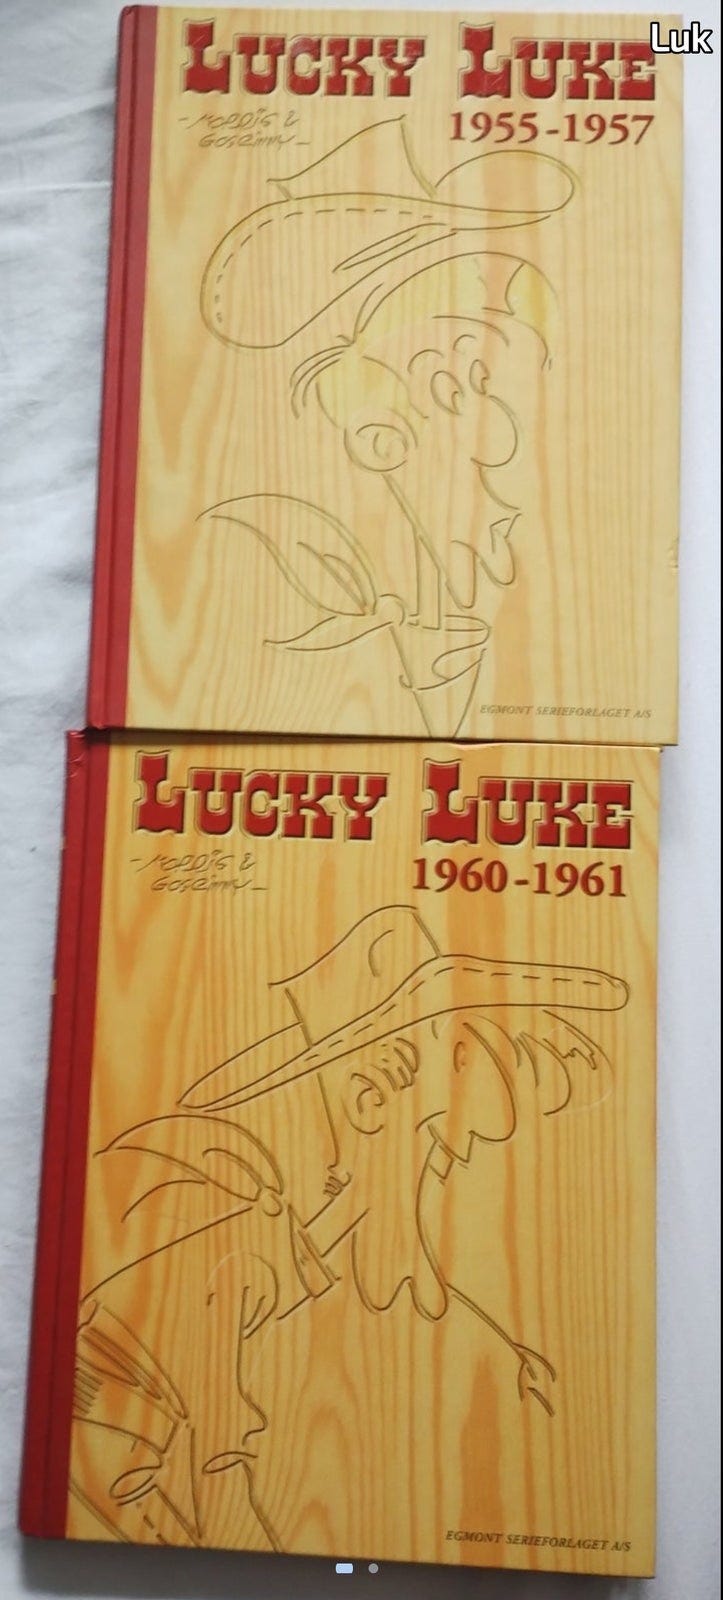 Luk
LUCKY LUKE
- MORRIS &
GOSCINNY -
1955-1957
EGMONT SERIEFORLAGET A/S
LUCKY LUKE
- MORRIS &
GOSCINNY -
1960-1961
EGMONT SERIEFORLAGET A/S